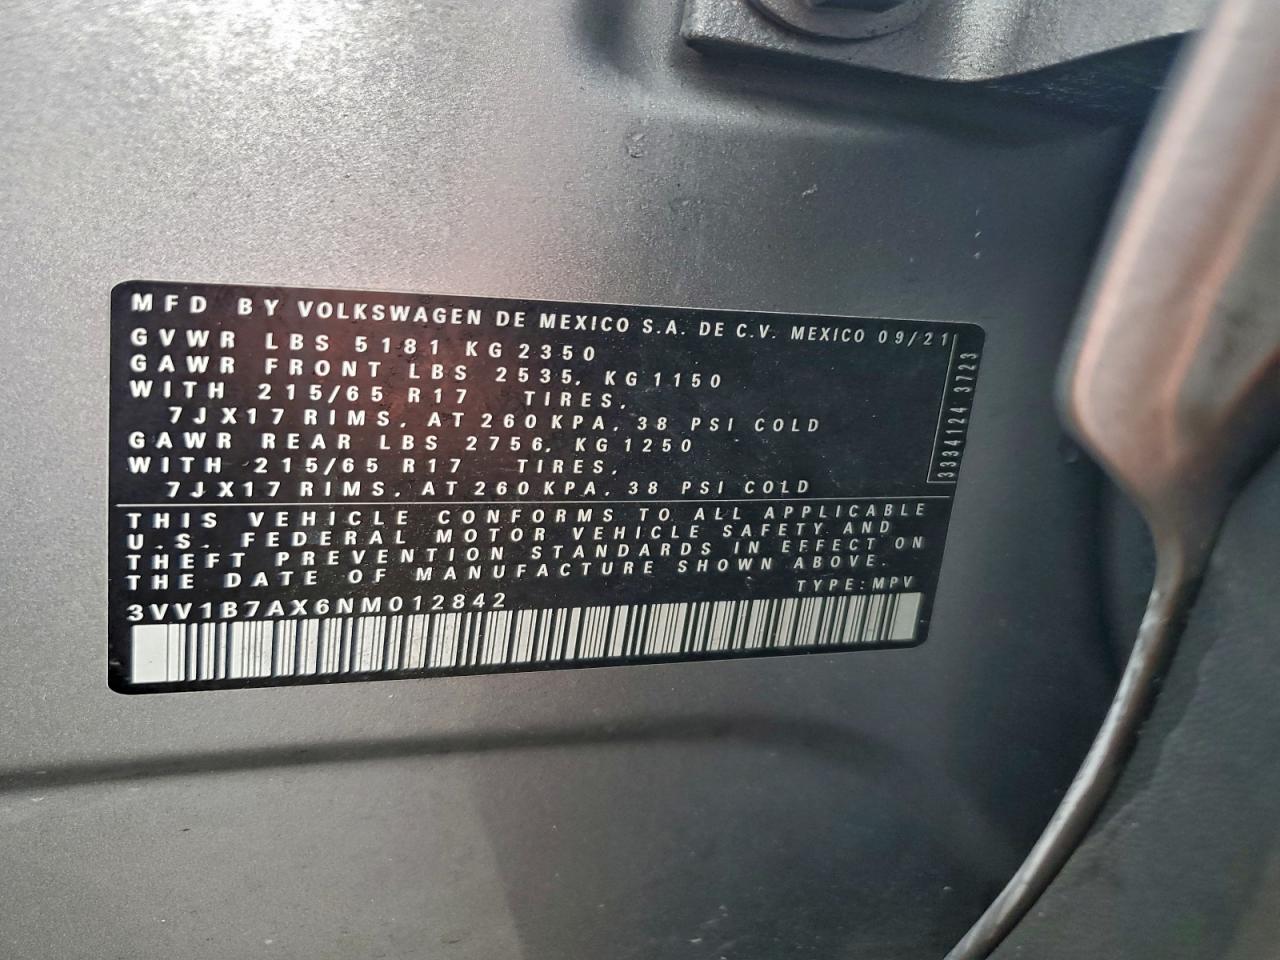 MFD BY VOLKSWAGEN DE MEXICO S.A. DE C.V. MEXICO 09/21
GVWR LBS 5181 KG 2350
GAWR FRONT LBS 2535, KG 1150
WITH 215/65 R17 TIRES,
7JX17 RIMS, AT 260 KPA, 38 PSI COLD
GAWR REAR LBS 2756, KG 1250
WITH 215/65 R17 TIRES,
7JX17 RIMS, AT 260 KPA, 38 PSI COLD
3334124 3723
THIS VEHICLE CONFORMS TO ALL APPLICABLE
U.S. FEDERAL MOTOR VEHICLE SAFETY AND
THEFT PREVENTION STANDARDS IN EFFECT ON
THE DATE OF MANUFACTURE SHOWN ABOVE.
TYPE: MPV
3VV1B7AX6NM012842